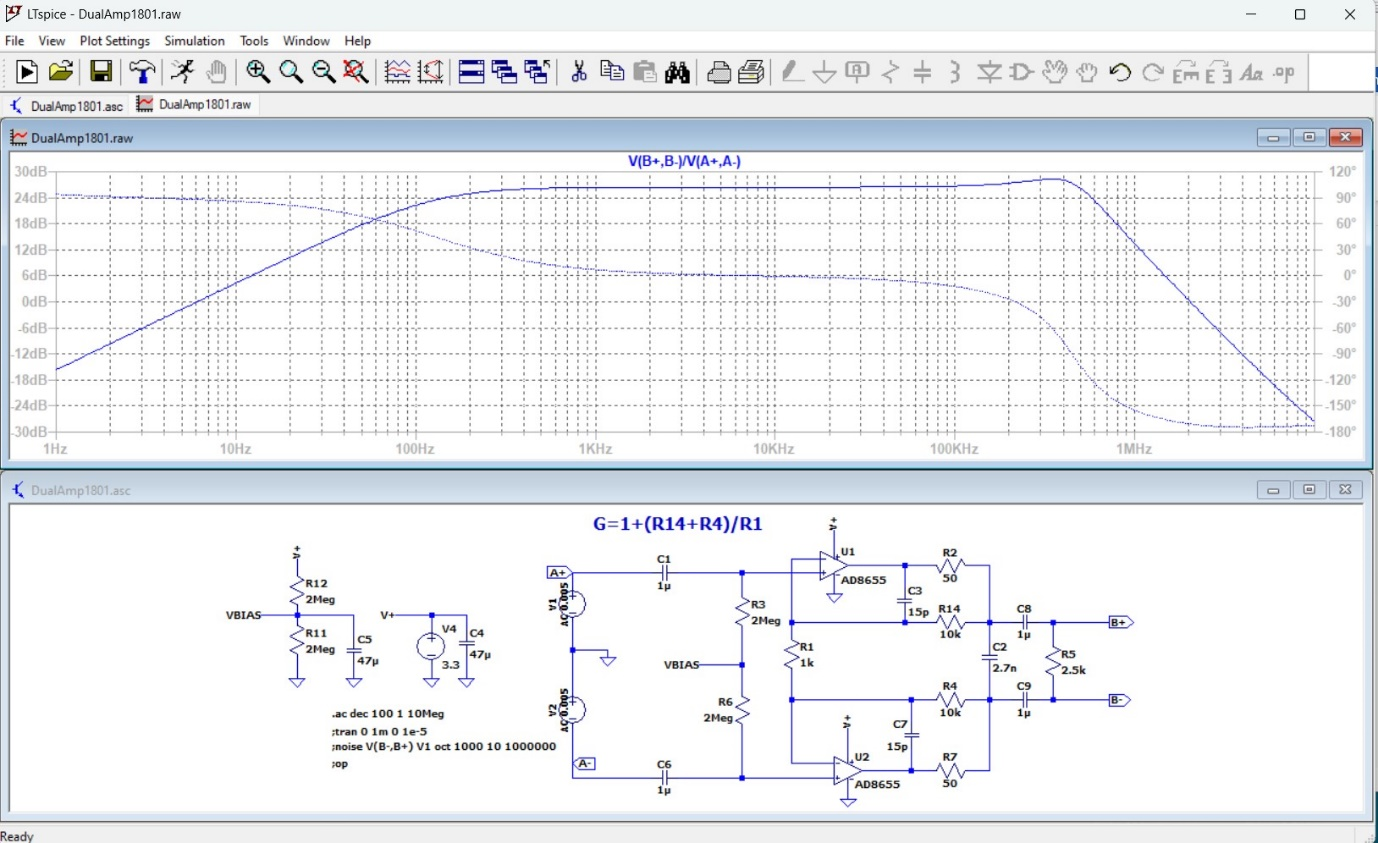 LTspice - DualAmp1801.raw
File View Plot Settings Simulation Tools Window Help
.op
DualAmp1801.asc DualAmp1801.raw
DualAmp1801.raw
V(B+,B-)/V(A+,A-)
30dB 120°
24dB 90°
18dB 60°
12dB 30°
6dB 0°
0dB -30°
-6dB -60°
-12dB -90°
-18dB -120°
-24dB -150°
-30dB -180°
1Hz 10Hz 100Hz 1KHz 10KHz 100KHz 1MHz
DualAmp1801.asc
G=1+(R14+R4)/R1
V+
R12
2Meg
VBIAS
R11
2Meg
C5
47µ
V+
V4
3.3
C4
47µ
.ac dec 100 1 10Meg
;tran 0 1m 0 1e-5
;noise V(B-,B+) V1 oct 1000 10 1000000
;op
A+
V1
AC 0.005
V2
AC 0.005
A-
C1
1µ
C6
1µ
R3
2Meg
VBIAS
R6
2Meg
V+
U1
AD8655
R1
1k
C3
15p
R2
50
R14
10k
C8
1µ
B+
C2
2.7n
R5
2.5k
R4
10k
C9
1µ
B-
C7
15p
V+
U2
AD8655
R7
50
Ready